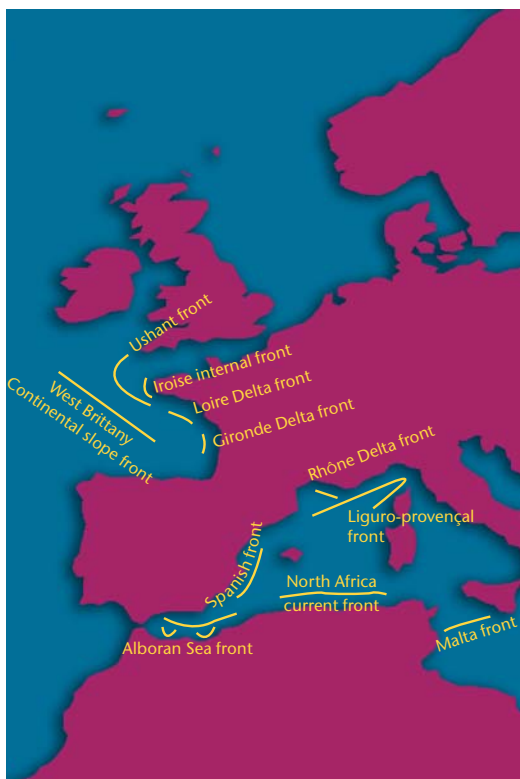 Ushant front
Iroise internal front
Loire Delta front
West Brittany
Continental slope front
Gironde Delta front
Rhône Delta front
Liguro-provençal
front
Spanish front
North Africa
current front
Alboran Sea front
Malta front